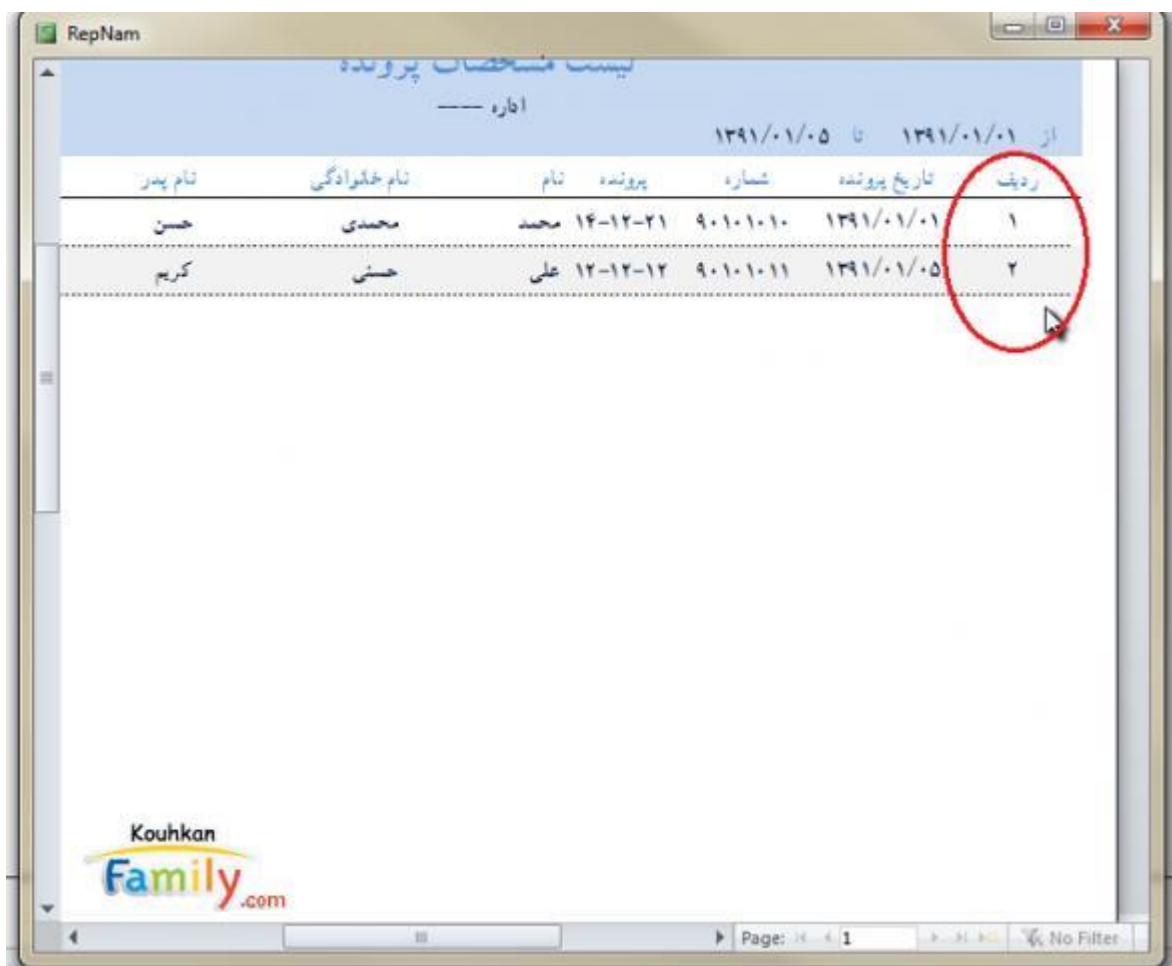 RepNam
لیست مشخصات پرونده
اداره ----
از ۱۳۹۱/۰۱/۰۱ تا ۱۳۹۱/۰۱/۰۵
ردیف تاریخ پرونده شماره پرونده نام نام خانوادگی نام پدر
۱ ۱۳۹۱/۰۱/۰۱ ۹۰۱۰۱۰۱۰ ۱۴-۱۲-۲۱ محمد محمدی حسن
۲ ۱۳۹۱/۰۱/۰۵ ۹۰۱۰۱۰۱۱ ۱۲-۱۲-۱۲ علی حسنی کریم
Kouhkan
Family.com
Page: 1 No Filter